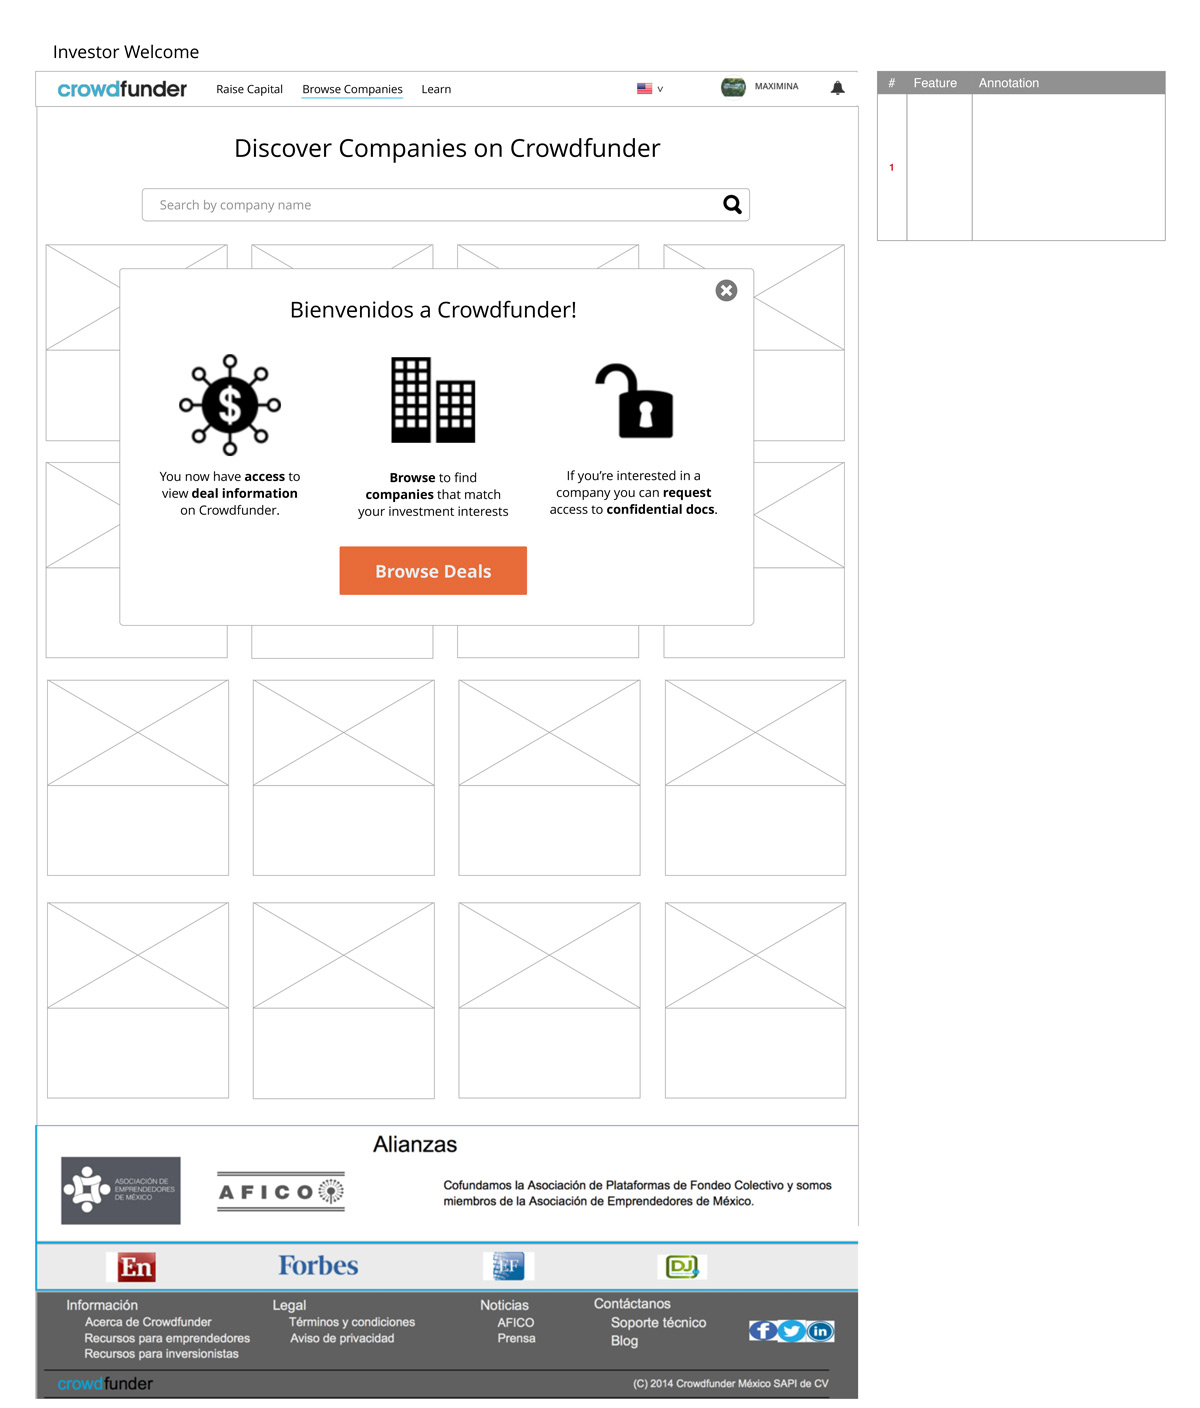 Investor Welcome
crowdfunder
Raise Capital
Browse Companies
Learn
v
MAXIMINA
# Feature Annotation
1
Discover Companies on Crowdfunder
Search by company name
Bienvenidos a Crowdfunder!
$
You now have access to
view deal information
on Crowdfunder.
Browse to find
companies that match
your investment interests
If you're interested in a
company you can request
access to confidential docs.
Browse Deals
Alianzas
ASOCIACIÓN DE
EMPRENDEDORES
DE MÉXICO
AFICO
Cofundamos la Asociación de Plataformas de Fondeo Colectivo y somos
miembros de la Asociación de Emprendedores de México.
En
Forbes
EF
DJ
Información
Acerca de Crowdfunder
Recursos para emprendedores
Recursos para inversionistas
Legal
Términos y condiciones
Aviso de privacidad
Noticias
AFICO
Prensa
Contáctanos
Soporte técnico
Blog
f
in
crowdfunder
(C) 2014 Crowdfunder México SAPI de CV